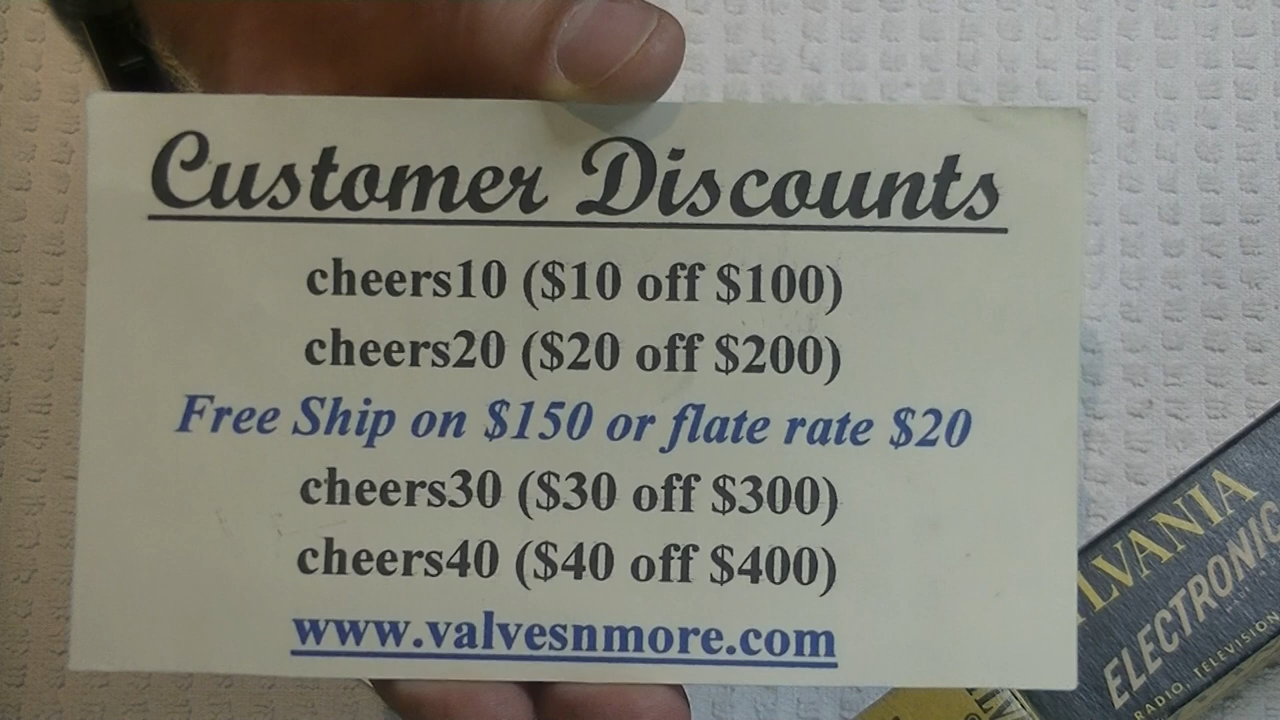 Customer Discounts
cheers10 ($10 off $100)
cheers20 ($20 off $200)
Free Ship on $150 or flate rate $20
cheers30 ($30 off $300)
cheers40 ($40 off $400)
www.valvesnmore.com
LVANIA
ELECTRONIC
RADIO, TELEVISION